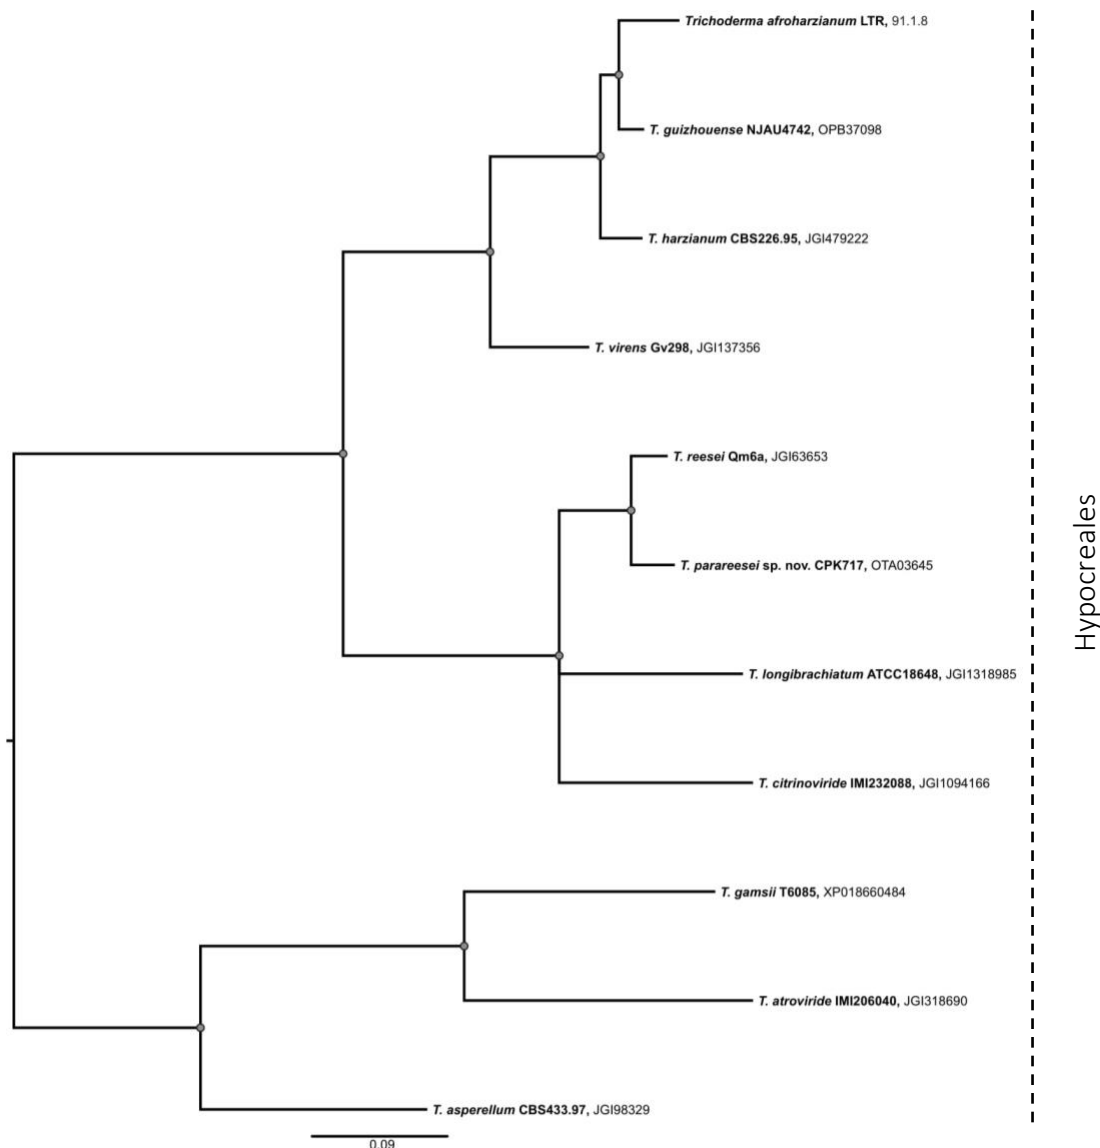 Trichoderma afroharzianum LTR, 91.1.8
T. guizhouense NJAU4742, OPB37098
T. harzianum CBS226.95, JGI479222
T. virens Gv298, JGI137356
T. reesei Qm6a, JGI63653
T. parareesei sp. nov. CPK717, OTA03645
T. longibrachiatum ATCC18648, JGI1318985
T. citrinoviride IMI232088, JGI1094166
T. gamsii T6085, XP018660484
T. atroviride IMI206040, JGI318690
T. asperellum CBS433.97, JGI98329
0.09
Hypocreales